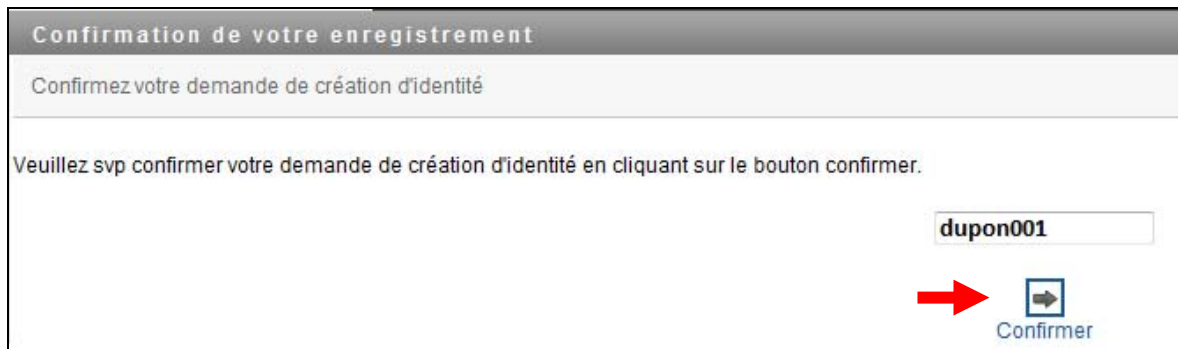 Confirmation de votre enregistrement
Confirmez votre demande de création d'identité
Veuillez svp confirmer votre demande de création d'identité en cliquant sur le bouton confirmer.
dupon001
Confirmer